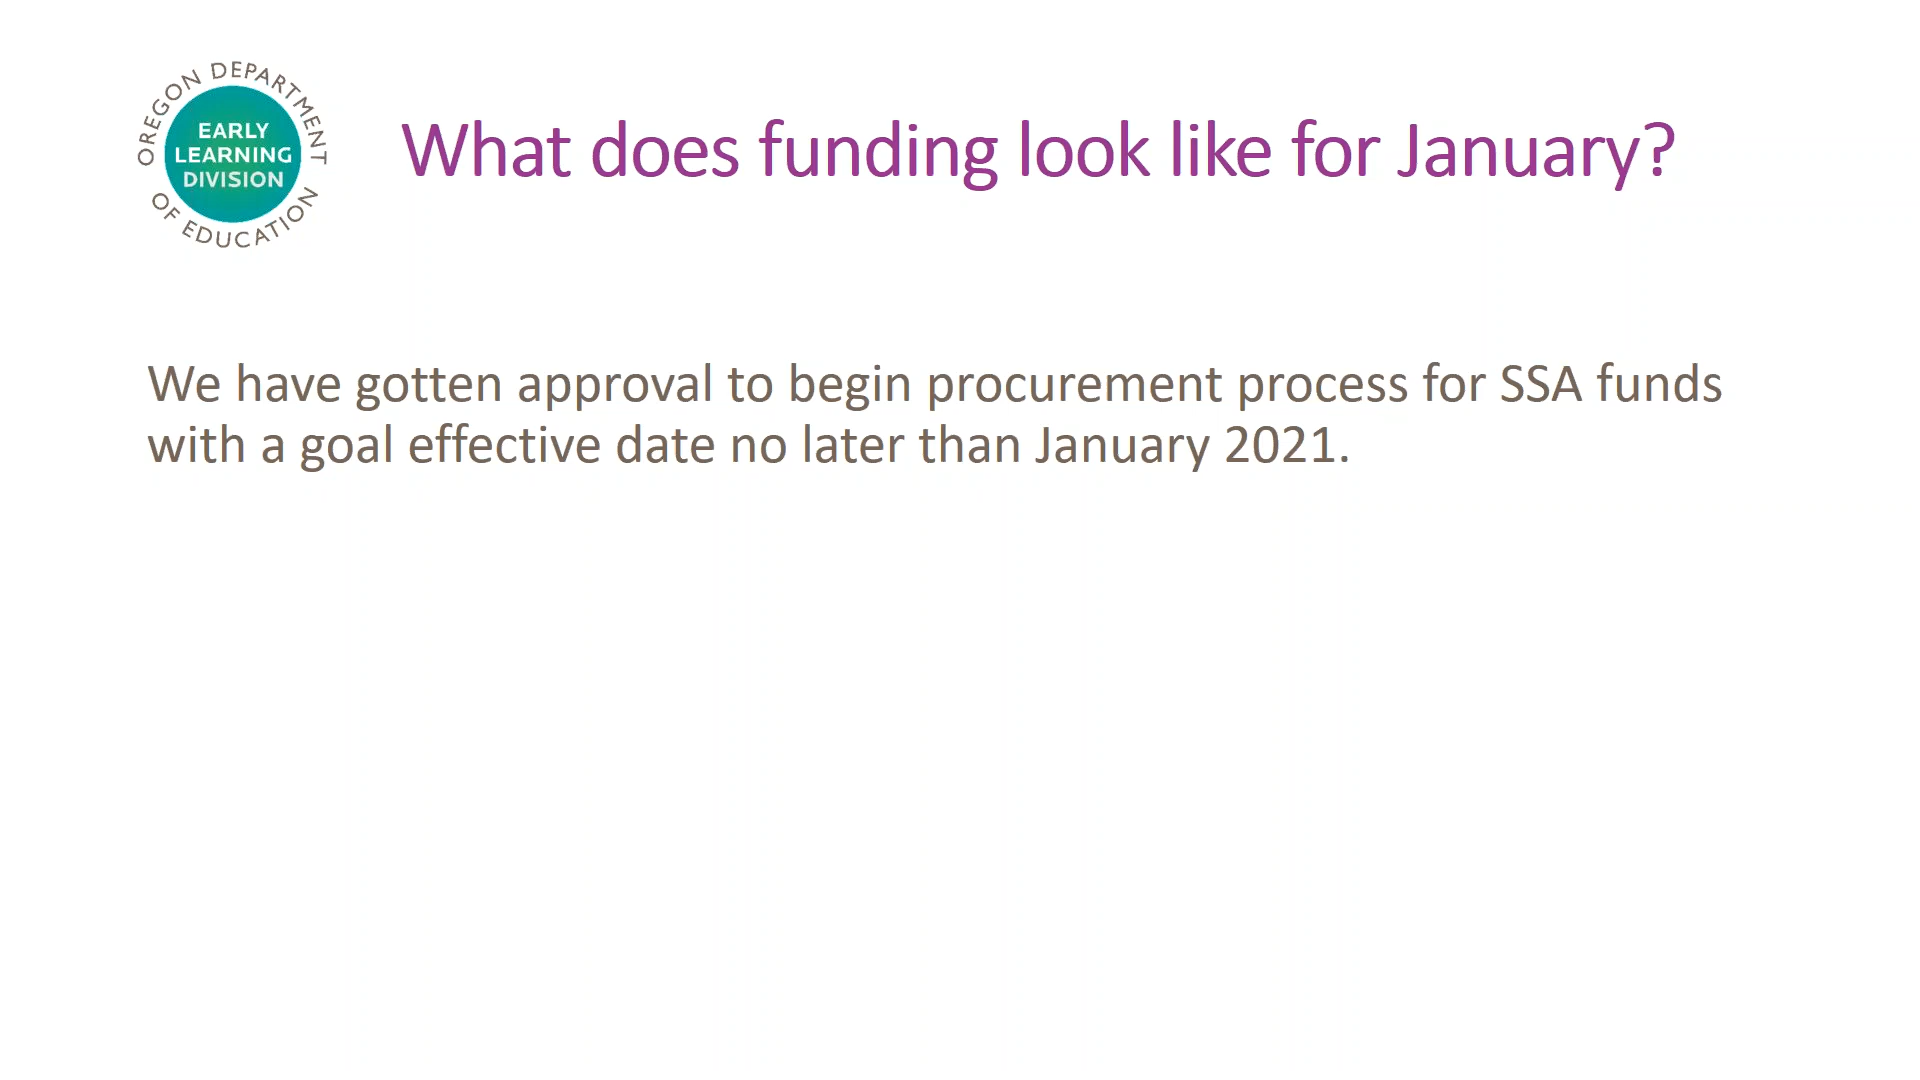 OREGON DEPARTMENT
OF EDUCATION
EARLY
LEARNING
DIVISION
What does funding look like for January?
We have gotten approval to begin procurement process for SSA funds
with a goal effective date no later than January 2021.